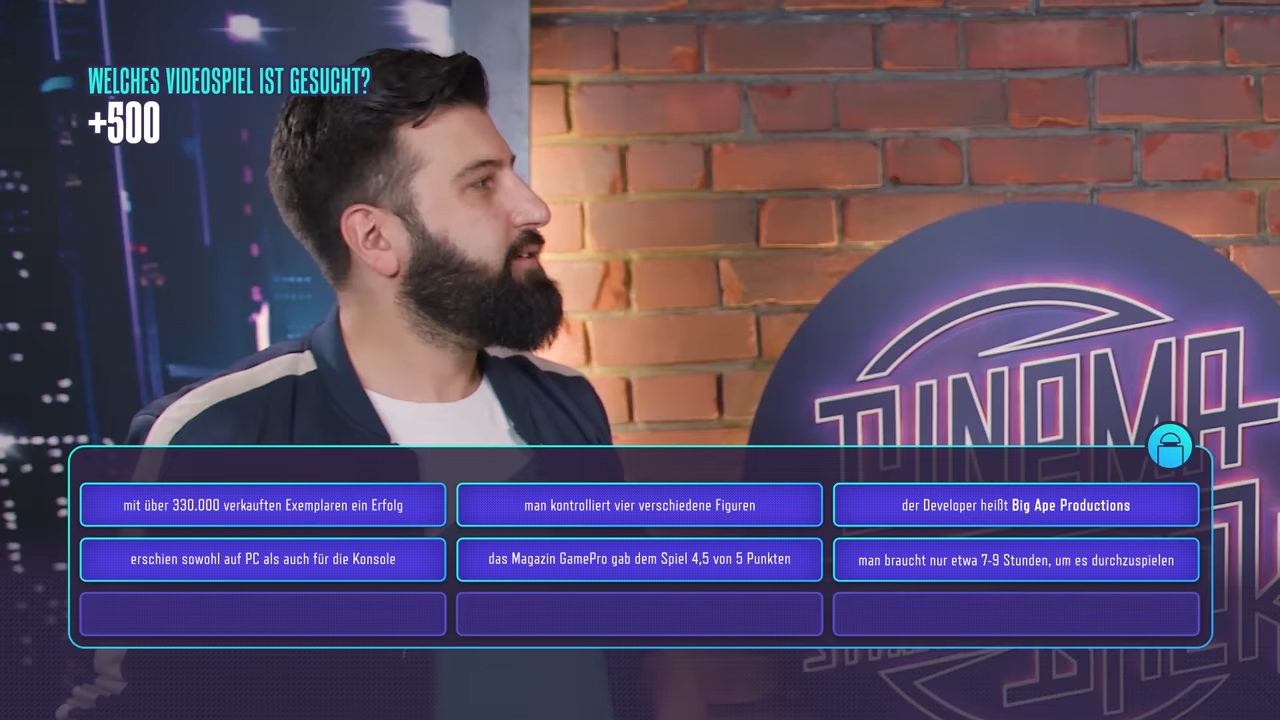 WELCHES VIDEOSPIEL IST GESUCHT?
+500
mit über 330.000 verkauften Exemplaren ein Erfolg
man kontrolliert vier verschiedene Figuren
der Developer heißt Big Ape Productions
erschien sowohl auf PC als auch für die Konsole
das Magazin GamePro gab dem Spiel 4,5 von 5 Punkten
man braucht nur etwa 7-9 Stunden, um es durchzuspielen